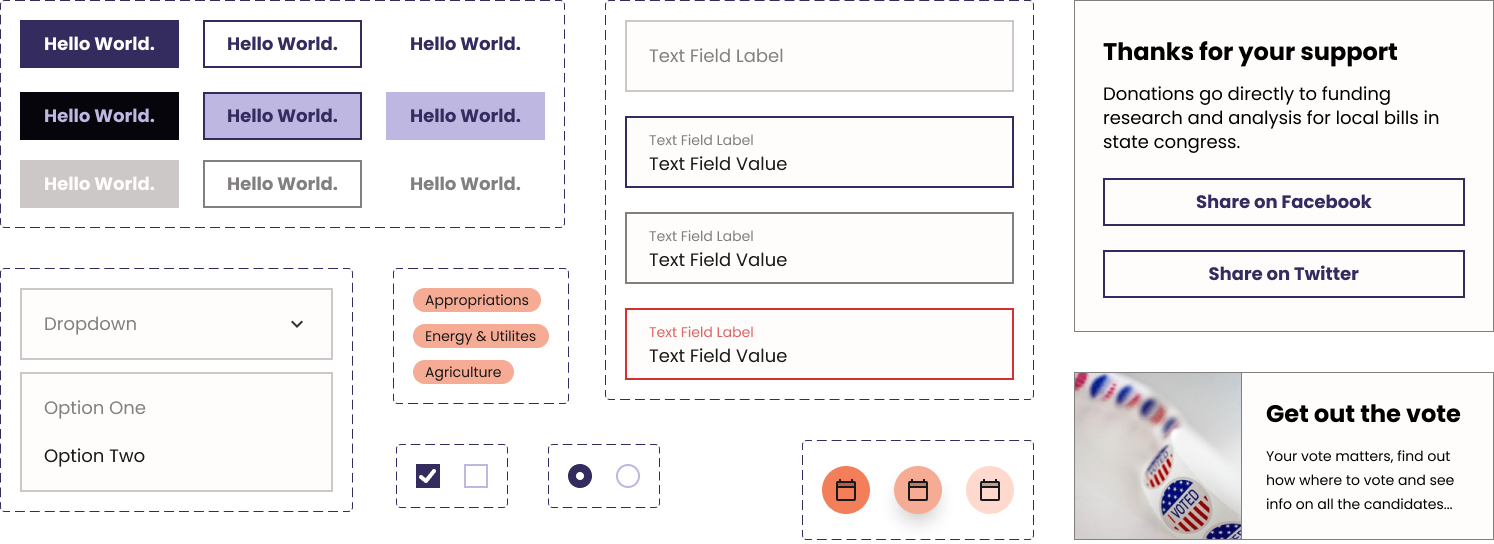 Hello World.
Hello World.
Hello World.
Hello World.
Hello World.
Hello World.
Hello World.
Hello World.
Hello World.
Dropdown
Option One
Option Two
Appropriations
Energy & Utilites
Agriculture
Text Field Label
Text Field Label
Text Field Value
Text Field Label
Text Field Value
Text Field Label
Text Field Value
Thanks for your support
Donations go directly to funding
research and analysis for local bills in
state congress.
Share on Facebook
Share on Twitter
I VOTED
Get out the vote
Your vote matters, find out
how where to vote and see
info on all the candidates...